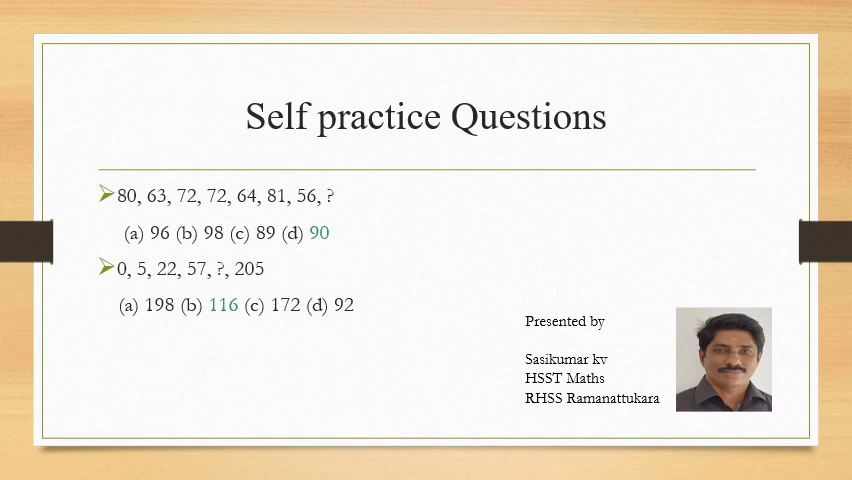 Self practice Questions
80, 63, 72, 72, 64, 81, 56, ?
(a) 96 (b) 98 (c) 89 (d) 90
0, 5, 22, 57, ?, 205
(a) 198 (b) 116 (c) 172 (d) 92
Presented by
Sasikumar kv
HSST Maths
RHSS Ramanattukara